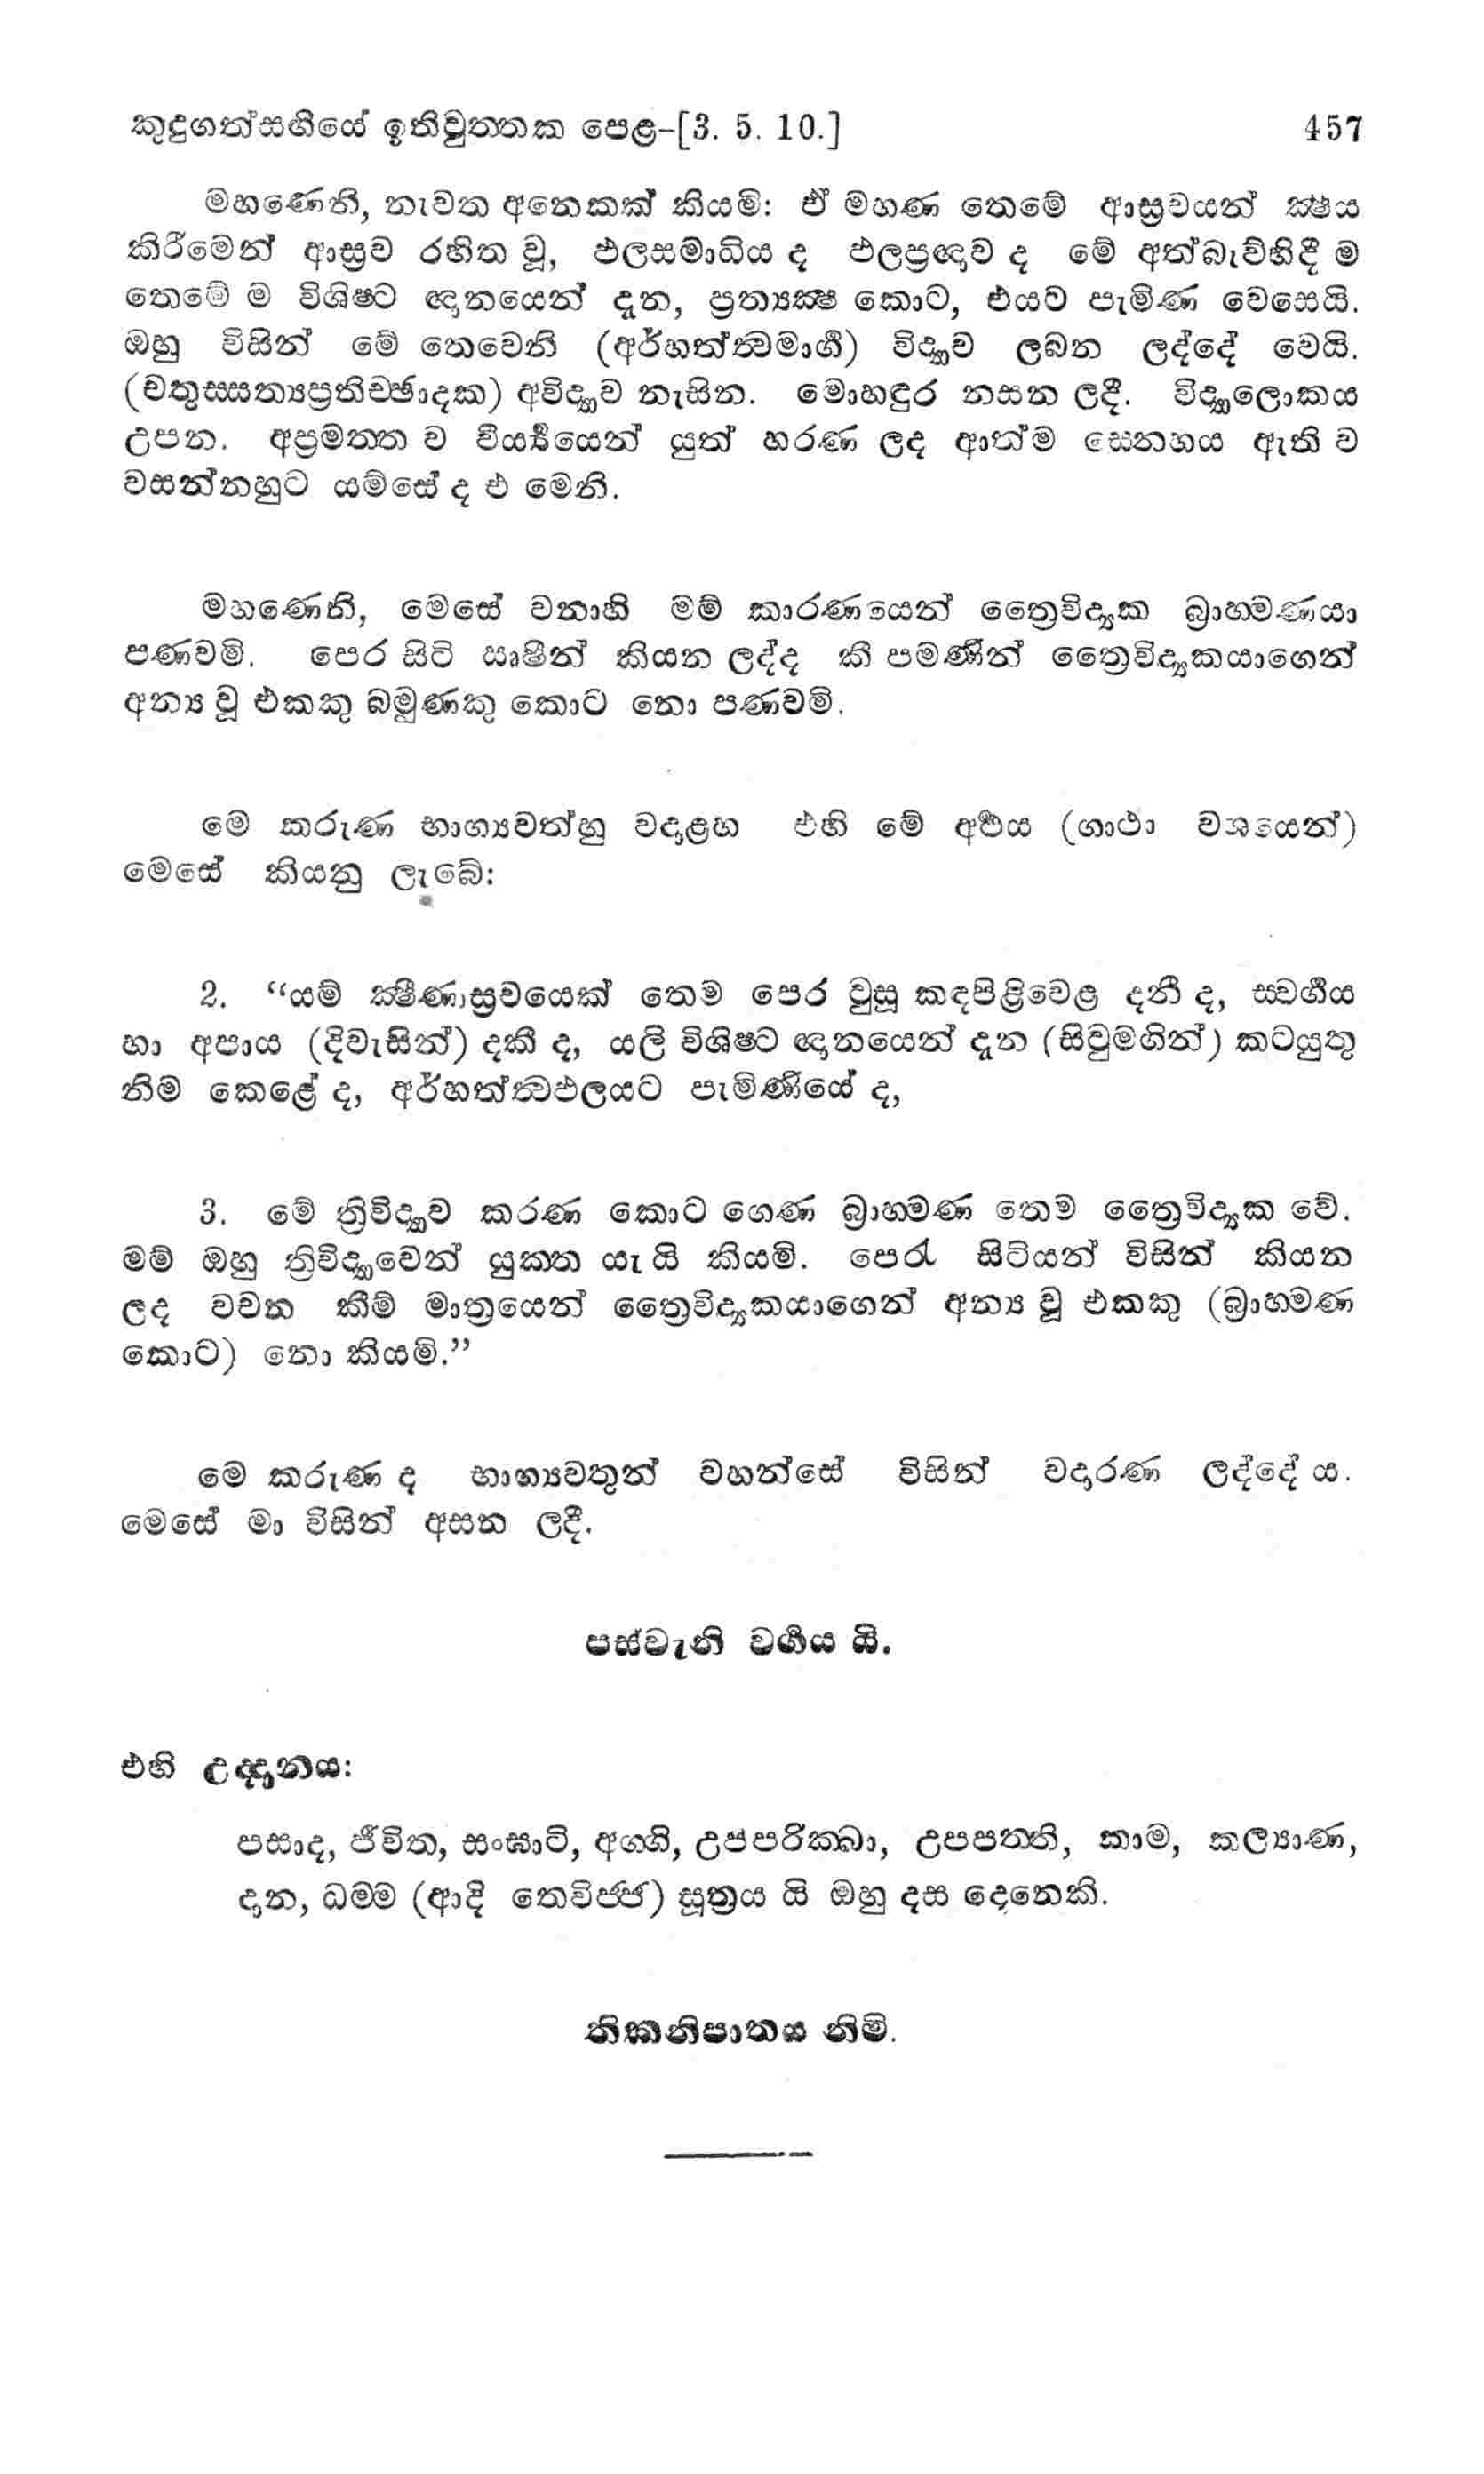 කුදුගත්සඟියේ ඉතිවුත්තක පෙළ-[3. 5. 10.] 457
මහණෙනි, නැවත අනෙකක් කියමි: ඒ මහණ තෙමේ ආස්‍රවයන් ක්‍ෂය
කිරීමෙන් ආස්‍රව රහිත වූ, ඵලසමාධිය ද ඵලප්‍රඥාව ද මේ අත්බැව්හිදී ම
තෙමේ ම විශිෂ්ට ඥානයෙන් දැන, ප්‍රත්‍යක්‍ෂ කොට, එයට පැමිණ වෙසෙයි.
ඔහු විසින් මේ තෙවෙනි (අර්හත්ත්‍වමාර්‍ග) විද්‍යාව ලබන ලද්දේ වෙයි.
(චතුස්සත්‍යප්‍රතිච්ඡාදක) අවිද්‍යාව නැසින. මොහඳුර නසන ලදී. විද්‍යාලොකය
උපන. අප්‍රමත්ත ව වීර්‍ය්‍යයෙන් යුත් හරණ ලද ආත්ම සෙනහය ඇති ව
වසන්නහුට යම්සේ ද එ මෙනි.
මහණෙනි, මෙසේ වනාහි මම් කාරණයෙන් ත්‍රෛවිද්‍යක බ්‍රාහ්මණයා
පණවමි. පෙර සිටි ඍෂීන් කියන ලද්ද කී පමණින් ත්‍රෛවිද්‍යකයාගෙන්
අන්‍ය වූ එකකු බමුණකු කොට නො පණවමි.
මෙ කරුණ භාග්‍යවත්හු වදාළහ එහි මේ අර්‍ථය (ගාථා වශයෙන්)
මෙසේ කියනු ලැබේ:
2. “යම් ක්‍ෂීණාස්‍රවයෙක් තෙම පෙර වුසූ කඳපිළිවෙළ දනී ද, ස්වර්‍ගය
හා අපාය (දිවැසින්) දකී ද, යලි විශිෂ්ට ඥානයෙන් දැන (සිවුමගින්) කටයුතු
නිම කෙළේ ද, අර්හත්ත්‍වඵලයට පැමිණියේ ද,
3. මේ ත්‍රිවිද්‍යාව කරණ කොට ගෙණ බ්‍රාහ්මණ තෙම ත්‍රෛවිද්‍යක වේ.
මම් ඔහු ත්‍රිවිද්‍යාවෙන් යුක්ත යැ යි කියමි. පෙරැ සිටියන් විසින් කියන
ලද වචන කීම් මාත්‍රයෙන් ත්‍රෛවිද්‍යකයාගෙන් අන්‍ය වූ එකකු (බ්‍රාහ්මණ
කොට) නො කියමි.”
මෙ කරුණ ද භාග්‍යවතුන් වහන්සේ විසින් වදාරණ ලද්දේ ය.
මෙසේ මා විසින් අසන ලදී.
පස්වැනි වර්‍ගය යි.
එහි උද්‍දානය:
පසාද, ජීවිත, සංඝාටි, අග්ගි, උපපරික්ඛා, උපපත්ති, කාම, කල්‍යාණ,
දාන, ධම්ම (ආදි තෙවිජ්ජ) සූත්‍රය යි ඔහු දස දෙනෙකි.
තිකනිපාතය නිමි.